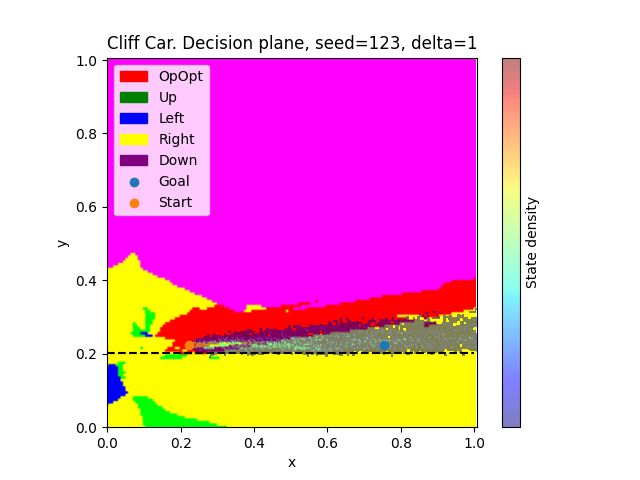 Cliff Car. Decision plane, seed=123, delta=1
OpOpt
Up
Left
Right
Down
Goal
Start
1.0
0.8
0.6
0.4
0.2
0.0
y
0.0 0.2 0.4 0.6 0.8 1.0
x
State density